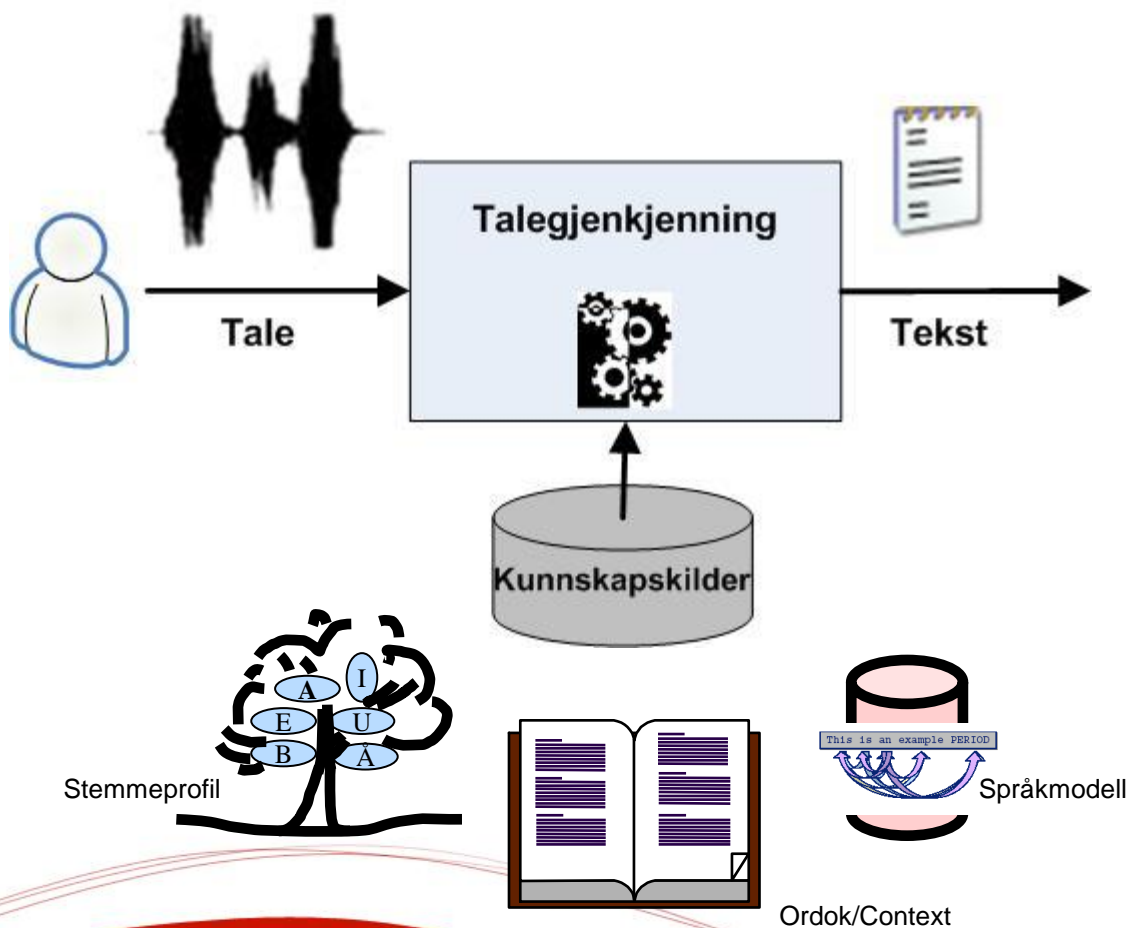 Talegjenkjenning
Tale
Tekst
Kunnskapskilder
A
I
E
U
B
Å
Stemmeprofil
This is an example PERIOD
Språkmodell
Ordok/Context